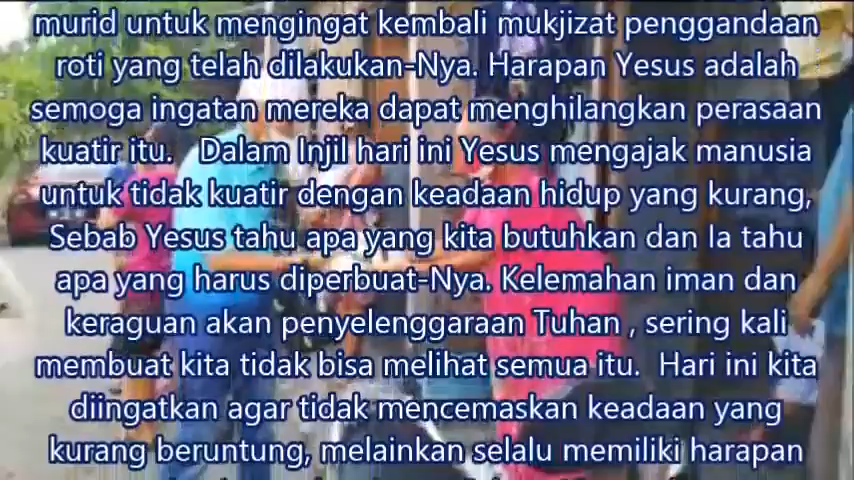 murid untuk mengingat kembali mukjizat penggandaan
roti yang telah dilakukan-Nya. Harapan Yesus adalah
semoga ingatan mereka dapat menghilangkan perasaan
kuatir itu. Dalam Injil hari ini Yesus mengajak manusia
untuk tidak kuatir dengan keadaan hidup yang kurang,
Sebab Yesus tahu apa yang kita butuhkan dan Ia tahu
apa yang harus diperbuat-Nya. Kelemahan iman dan
keraguan akan penyelenggaraan Tuhan , sering kali
membuat kita tidak bisa melihat semua itu. Hari ini kita
diingatkan agar tidak mencemaskan keadaan yang
kurang beruntung, melainkan selalu memiliki harapan